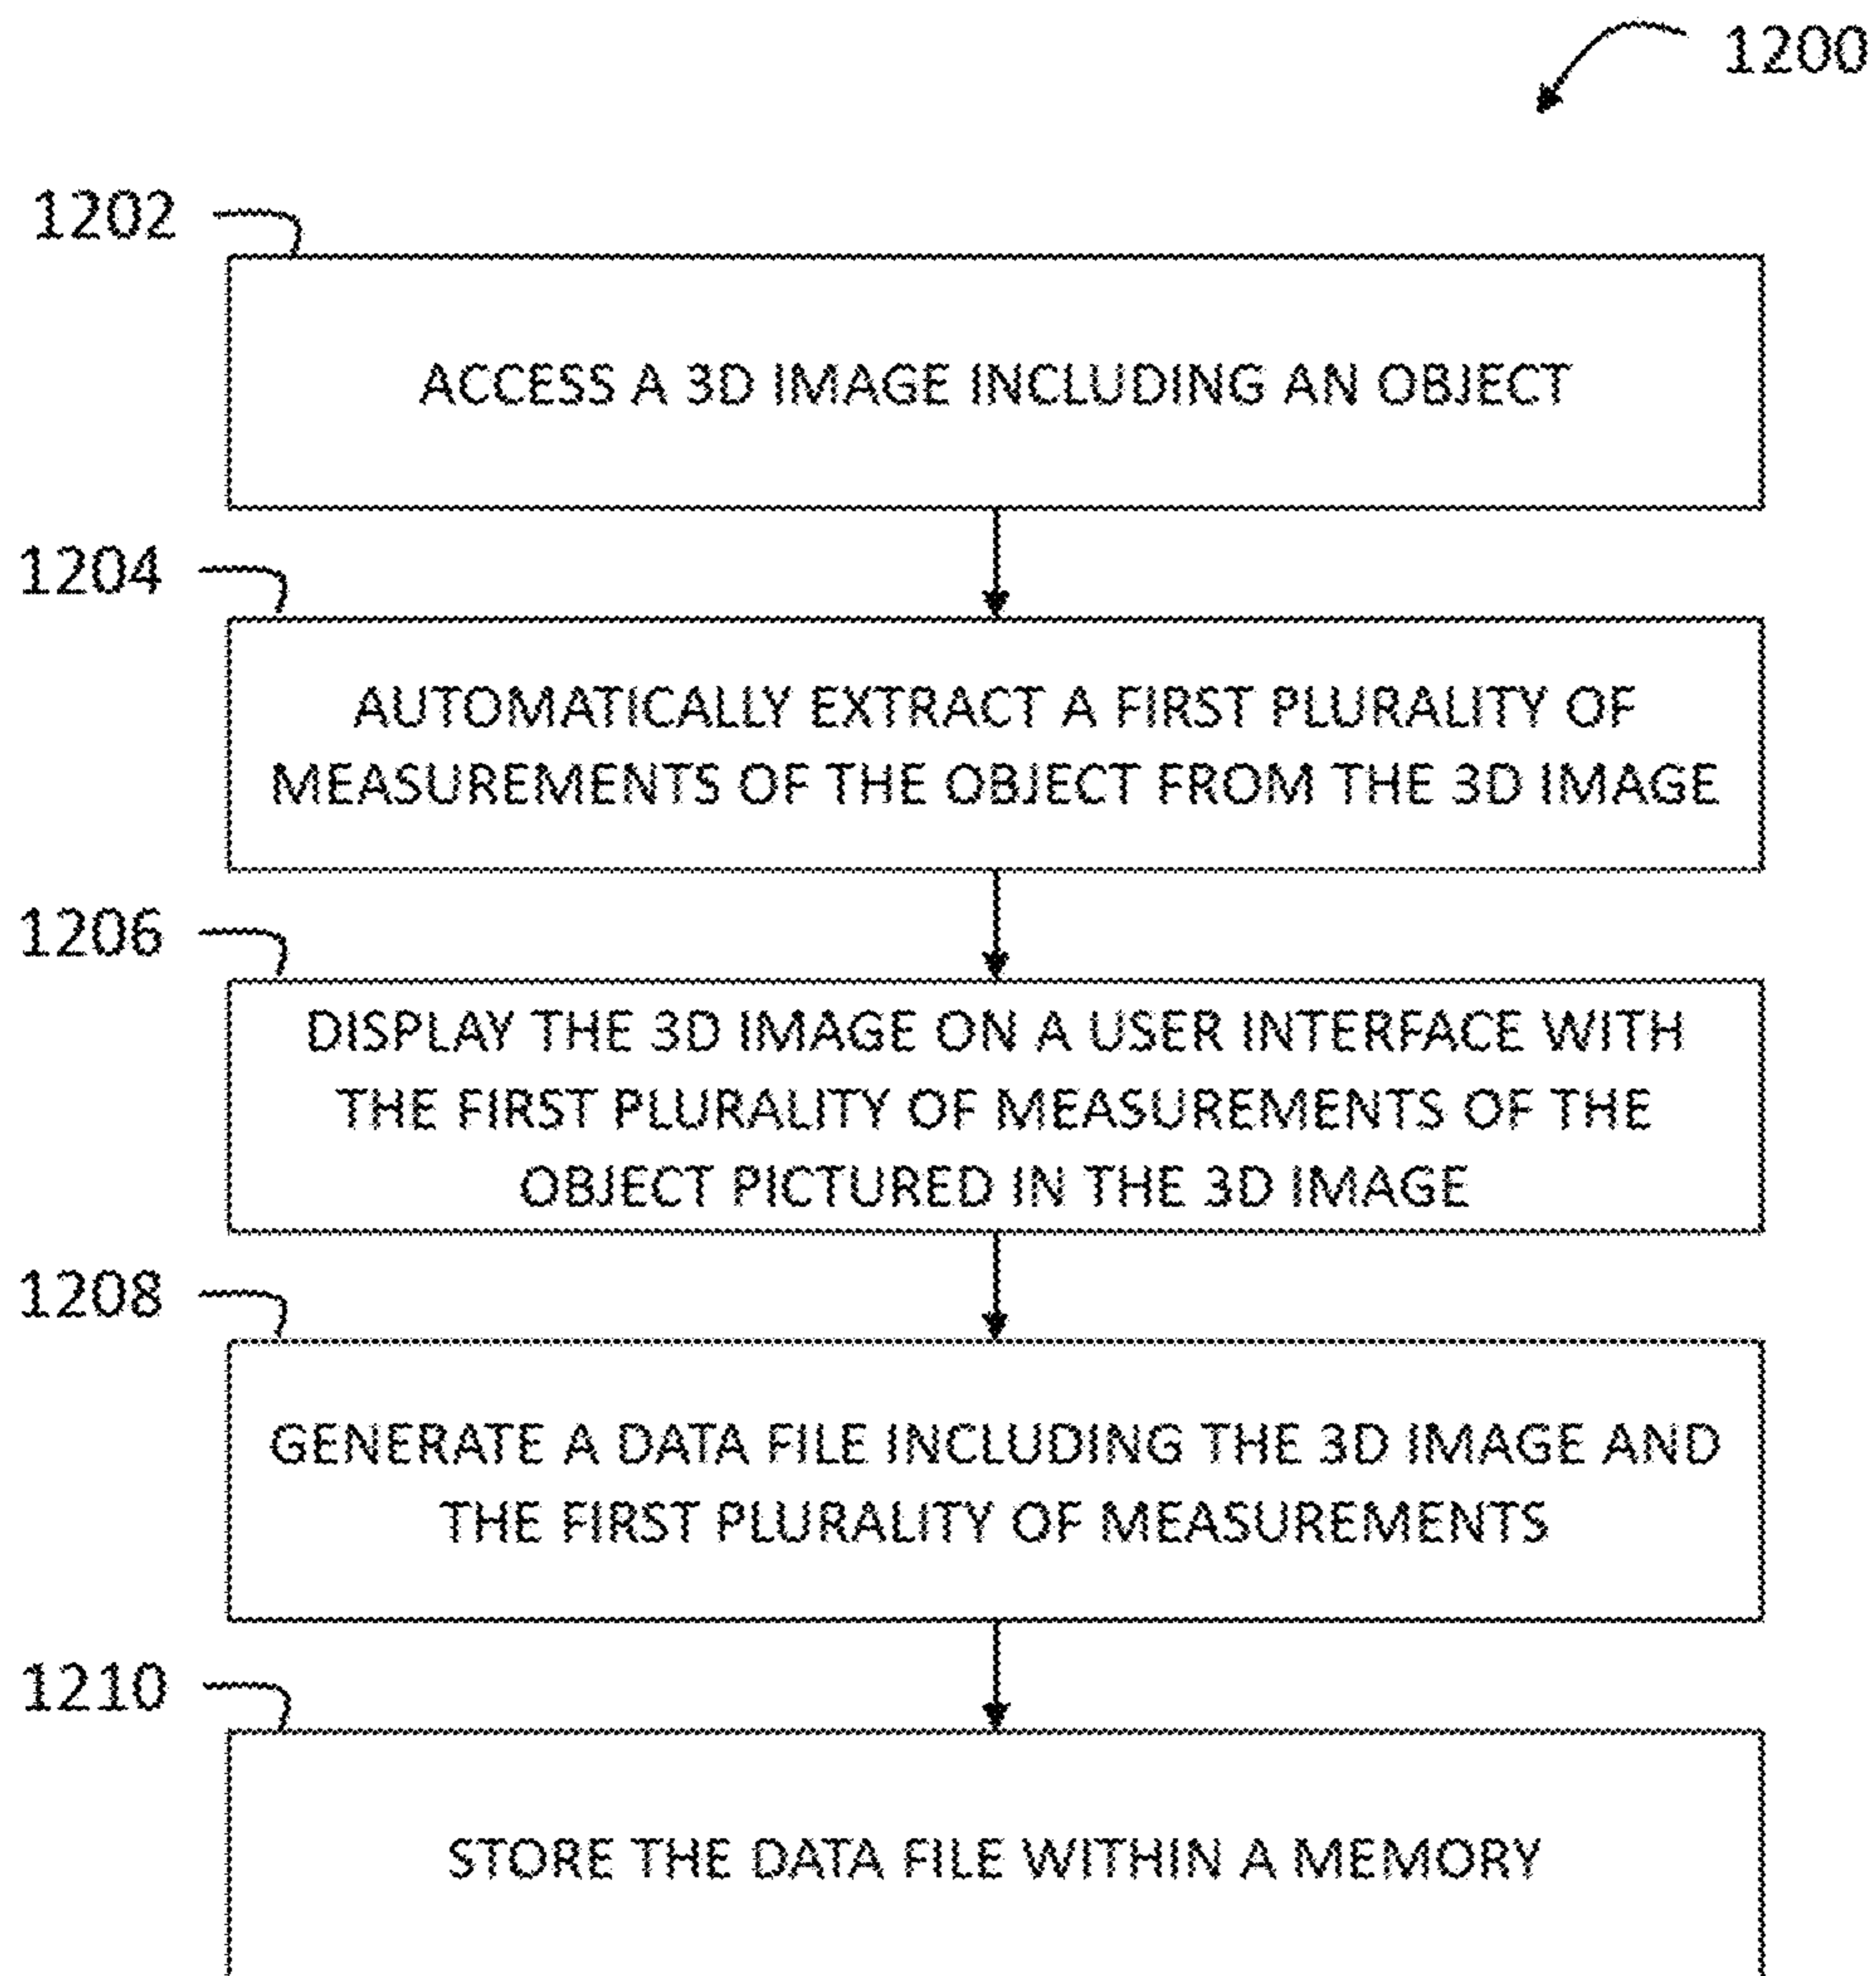 1200
1202
ACCESS A 3D IMAGE INCLUDING AN OBJECT
1204
AUTOMATICALLY EXTRACT A FIRST PLURALITY OF
MEASUREMENTS OF THE OBJECT FROM THE 3D IMAGE
1206
DISPLAY THE 3D IMAGE ON A USER INTERFACE WITH
THE FIRST PLURALITY OF MEASUREMENTS OF THE
OBJECT PICTURED IN THE 3D IMAGE
1208
GENERATE A DATA FILE INCLUDING THE 3D IMAGE AND
THE FIRST PLURALITY OF MEASUREMENTS
1210
STORE THE DATA FILE WITHIN A MEMORY